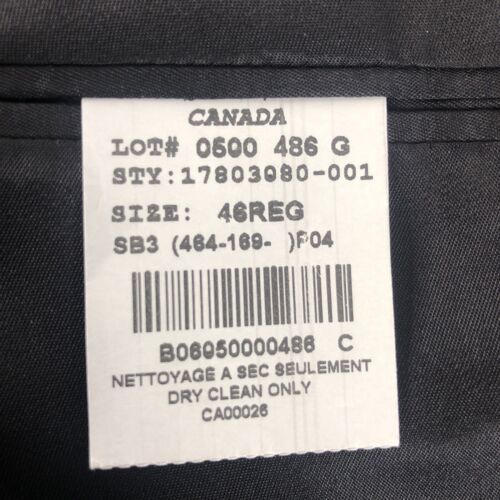 CANADA
LOT# 0500 486 G
STY:17803080-001
SIZE: 46REG
SB3 (464-169- )P04
B06050000486 C
NETTOYAGE A SEC SEULEMENT
DRY CLEAN ONLY
CA00026